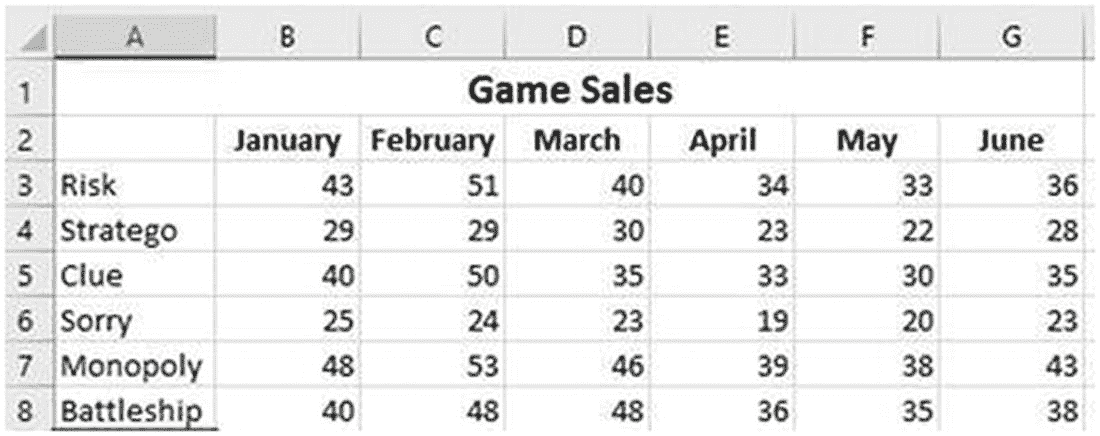 A B C D E F G
1 Game Sales
2 January February March April May June
3 Risk 43 51 40 34 33 36
4 Stratego 29 29 30 23 22 28
5 Clue 40 50 35 33 30 35
6 Sorry 25 24 23 19 20 23
7 Monopoly 48 53 46 39 38 43
8 Battleship 40 48 48 36 35 38